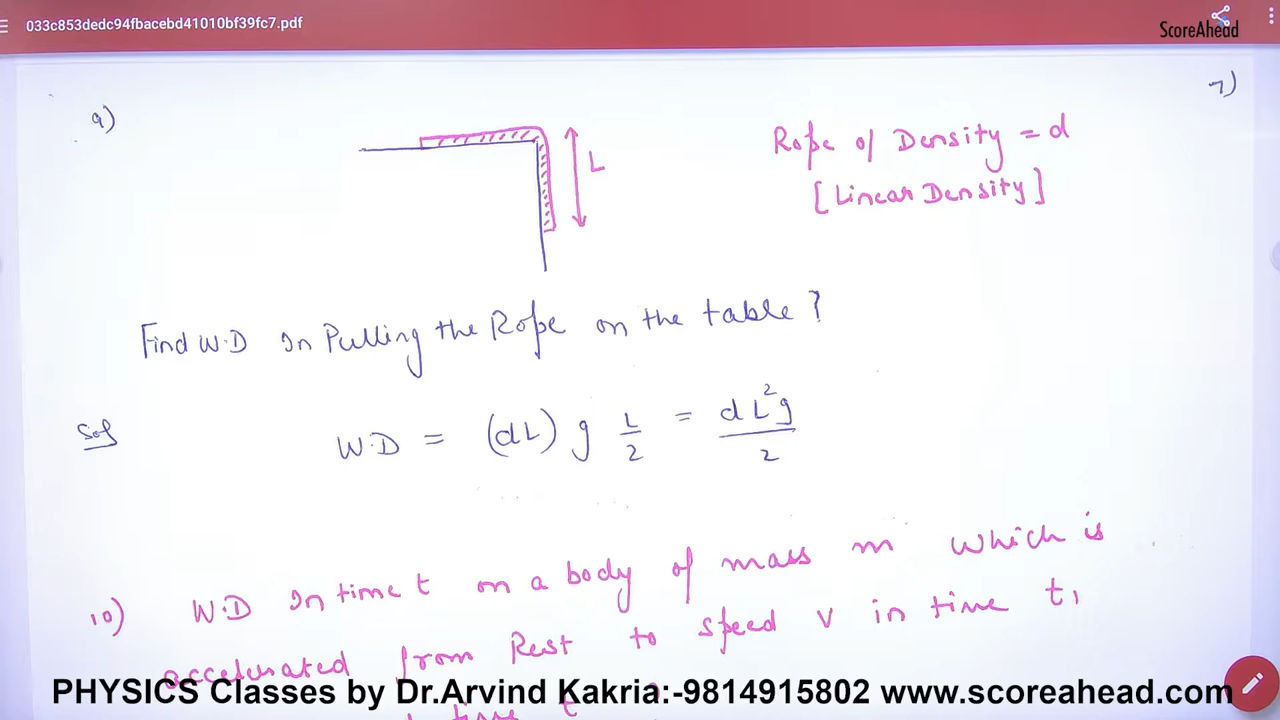 033c853dedc94fbacebd41010bf39fc7.pdf
ScoreAhead
7)
9)
L
Rope of Density = d
[Linear Density]
Find W.D In Pulling the Rope on the table?
Sol
W.D = (dL) g L/2 = dL²g/2
10) W.D In time t on a body of mass m which is
accelerated from Rest to speed v in time t1
time t
PHYSICS Classes by Dr.Arvind Kakria:-9814915802 www.scoreahead.com